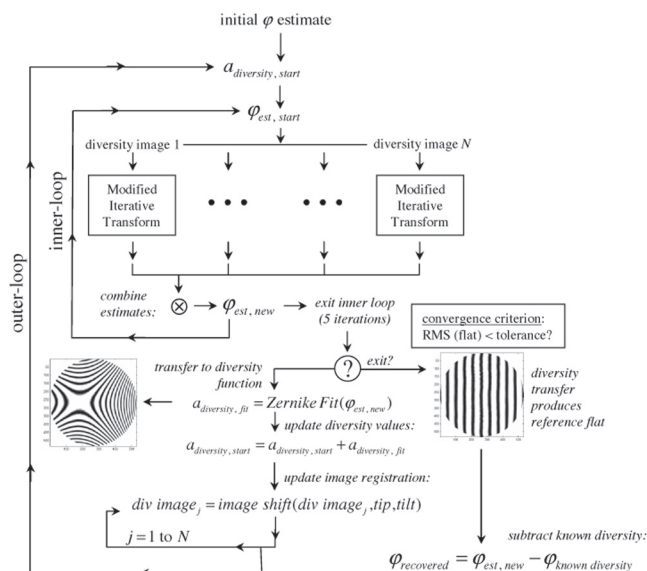 initial φ estimate
a_diversity, start
φ_est, start
diversity image 1
diversity image N
Modified
Iterative
Transform
• • •
• • •
Modified
Iterative
Transform
inner-loop
outer-loop
combine
estimates:
⊗
φ_est, new
exit inner loop
(5 iterations)
convergence criterion:
RMS (flat) < tolerance?
transfer to diversity
function
?
exit?
diversity
transfer
produces
reference flat
a_diversity, fit = Zernike Fit(φ_est, new)
update diversity values:
a_diversity, start = a_diversity, start + a_diversity, fit
update image registration:
div image_j = image shift(div image_j, tip, tilt)
j = 1 to N
subtract known diversity:
φ_recovered = φ_est, new − φ_known diversity